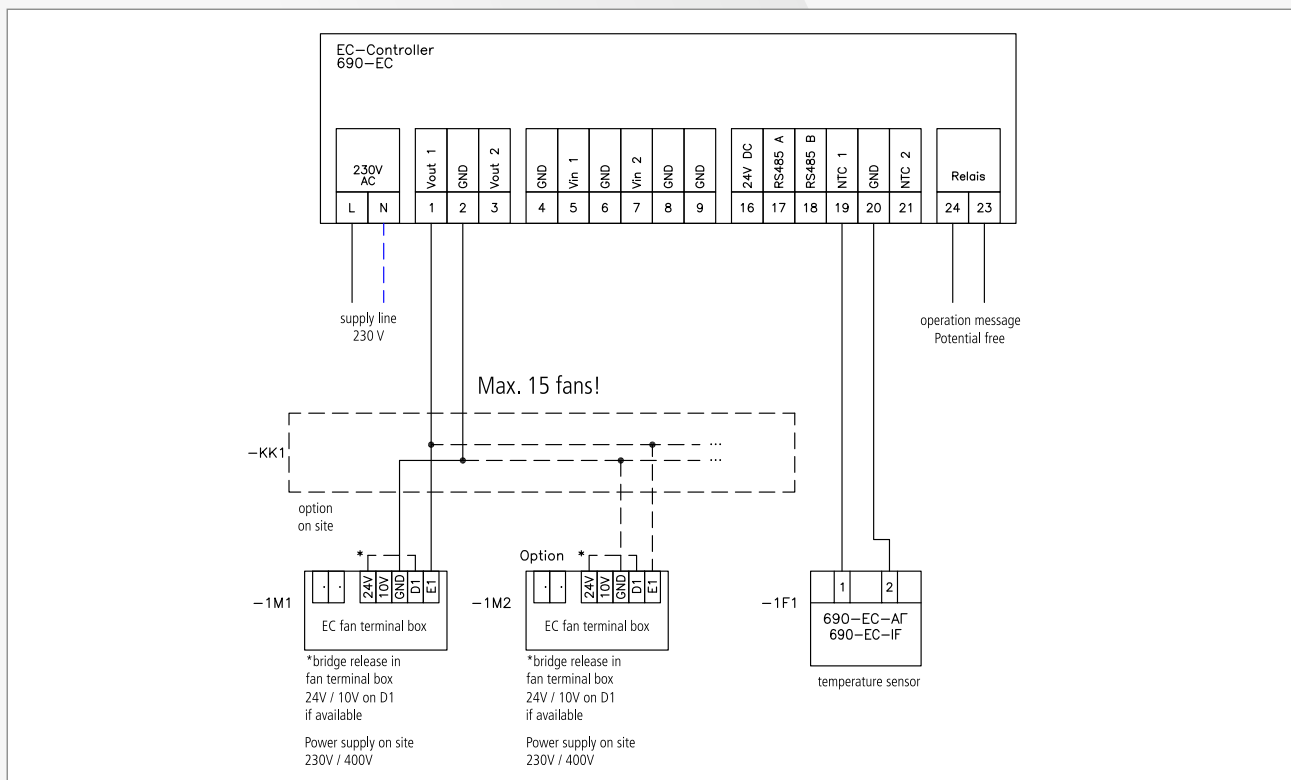 EC-Controller
690-EC
230V
AC
Vout 1
GND
Vout 2
GND
Vin 1
GND
Vin 2
GND
GND
24V DC
RS485 A
RS485 B
NTC 1
GND
NTC 2
Relais
L N 1 2 3 4 5 6 7 8 9 16 17 18 19 20 21 24 23
supply line
230 V
operation message
Potential free
Max. 15 fans!
-KK1
...
...
option
on site
*
Option *
24V
10V
GND
D1
E1
24V
10V
GND
D1
E1
1 2
-1M1
-1M2
-1F1
EC fan terminal box
EC fan terminal box
690-EC-AF
690-EC-IF
temperature sensor
*bridge release in
fan terminal box
24V / 10V on D1
if available
Power supply on site
230V / 400V
*bridge release in
fan terminal box
24V / 10V on D1
if available
Power supply on site
230V / 400V